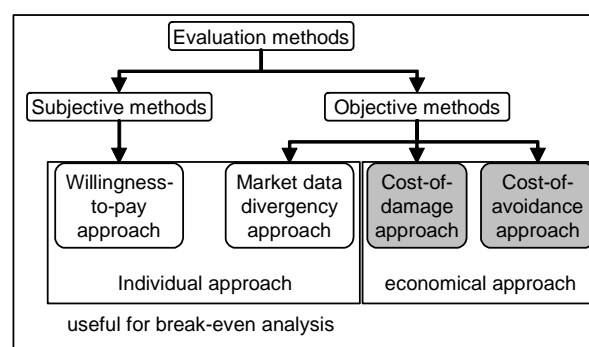 Evaluation methods
Subjective methods
Objective methods
Willingness-
to-pay
approach
Market data
divergency
approach
Cost-of-
damage
approach
Cost-of-
avoidance
approach
Individual approach
economical approach
useful for break-even analysis